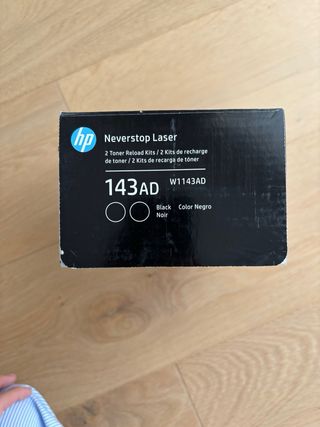 hp
Neverstop Laser
2 Toner Reload Kits / 2 Kits de recharge
de toner / 2 Kits de recarga de tóner
143AD W1143AD
Black Color Negro
Noir